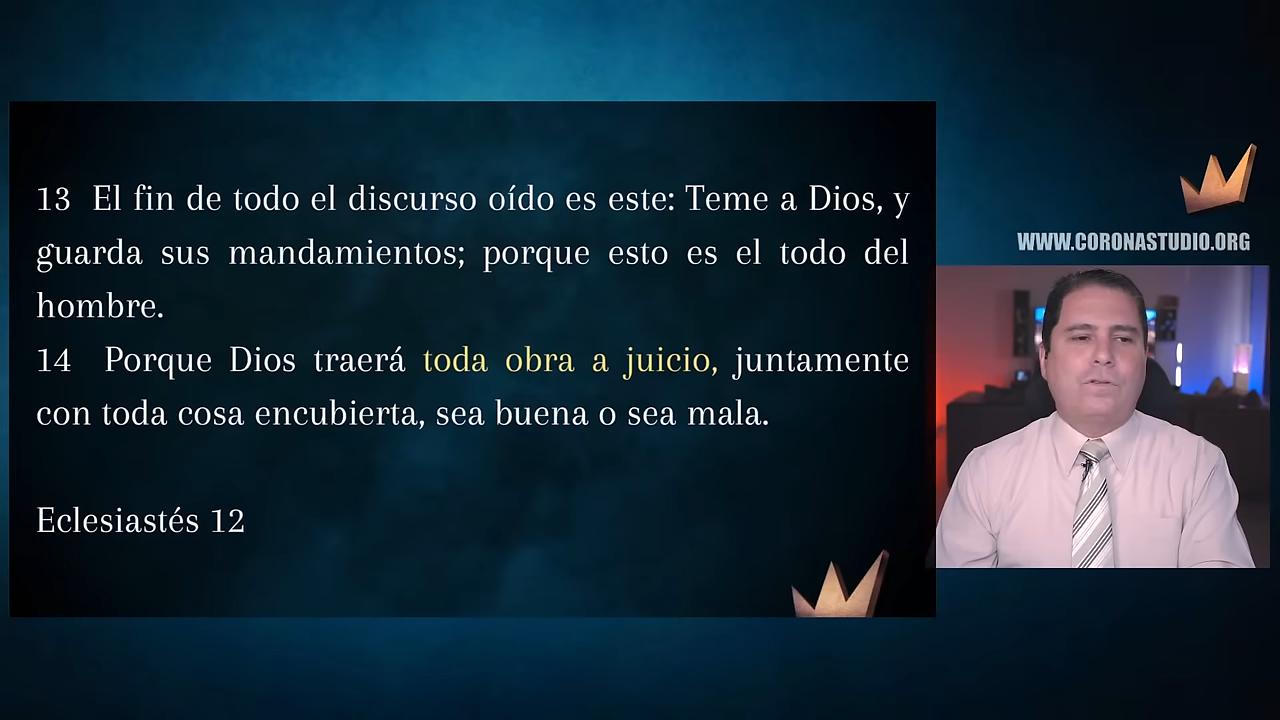 13 El fin de todo el discurso oído es este: Teme a Dios, y
guarda sus mandamientos; porque esto es el todo del
hombre.
14 Porque Dios traerá toda obra a juicio, juntamente
con toda cosa encubierta, sea buena o sea mala.
Eclesiastés 12
WWW.CORONASTUDIO.ORG